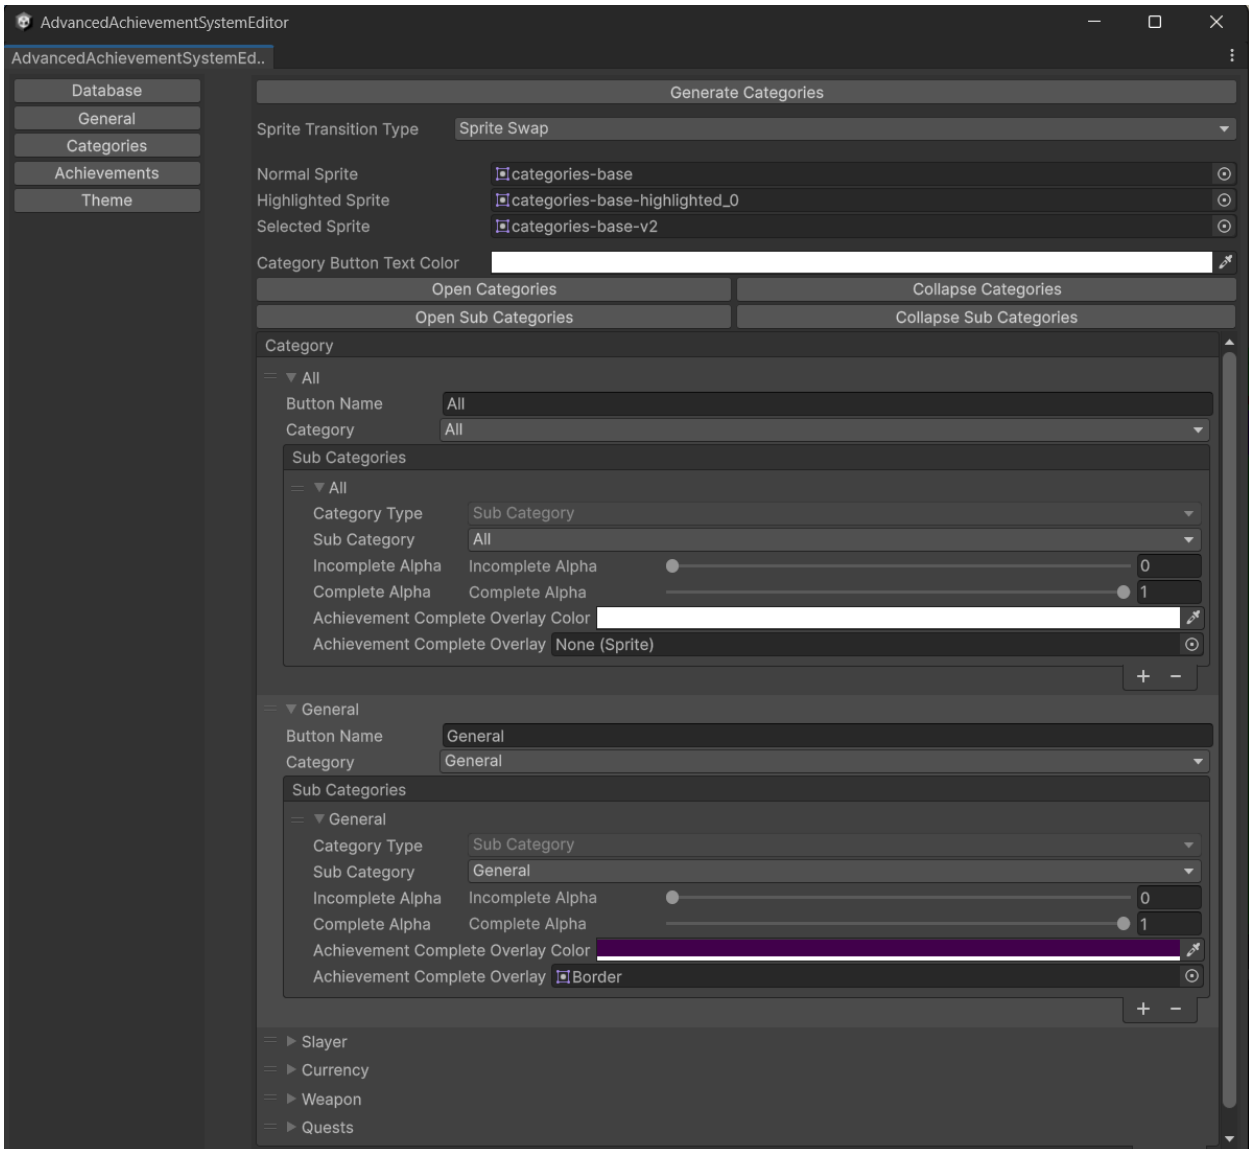 AdvancedAchievementSystemEditor
AdvancedAchievementSystemEd..
Database
General
Categories
Achievements
Theme
Generate Categories
Sprite Transition Type Sprite Swap
Normal Sprite categories-base
Highlighted Sprite categories-base-highlighted_0
Selected Sprite categories-base-v2
Category Button Text Color
Open Categories Collapse Categories
Open Sub Categories Collapse Sub Categories
Category
All
Button Name All
Category All
Sub Categories
All
Category Type Sub Category
Sub Category All
Incomplete Alpha Incomplete Alpha 0
Complete Alpha Complete Alpha 1
Achievement Complete Overlay Color
Achievement Complete Overlay None (Sprite)
+ −
General
Button Name General
Category General
Sub Categories
General
Category Type Sub Category
Sub Category General
Incomplete Alpha Incomplete Alpha 0
Complete Alpha Complete Alpha 1
Achievement Complete Overlay Color
Achievement Complete Overlay Border
+ −
Slayer
Currency
Weapon
Quests